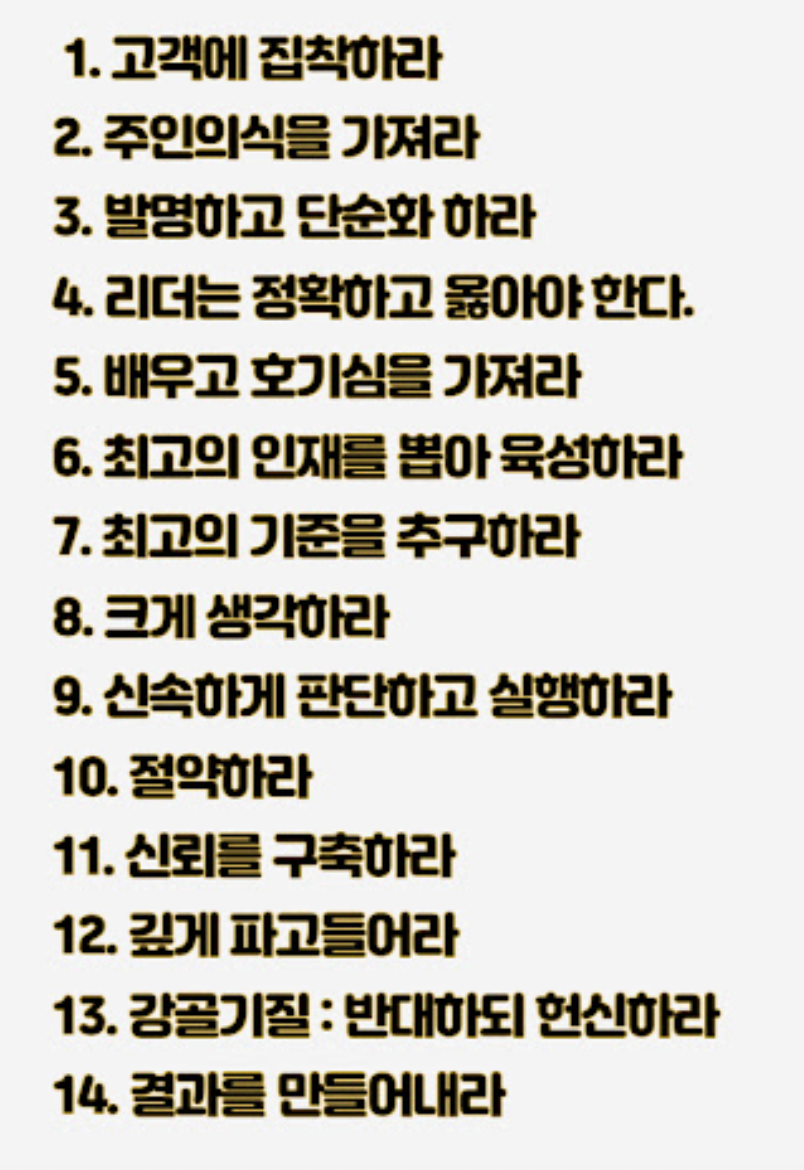 1. 고객에 집착하라
2. 주인의식을 가져라
3. 발명하고 단순화 하라
4. 리더는 정확하고 옳아야 한다.
5. 배우고 호기심을 가져라
6. 최고의 인재를 뽑아 육성하라
7. 최고의 기준을 추구하라
8. 크게 생각하라
9. 신속하게 판단하고 실행하라
10. 절약하라
11. 신뢰를 구축하라
12. 깊게 파고들어라
13. 강골기질 : 반대하되 헌신하라
14. 결과를 만들어내라